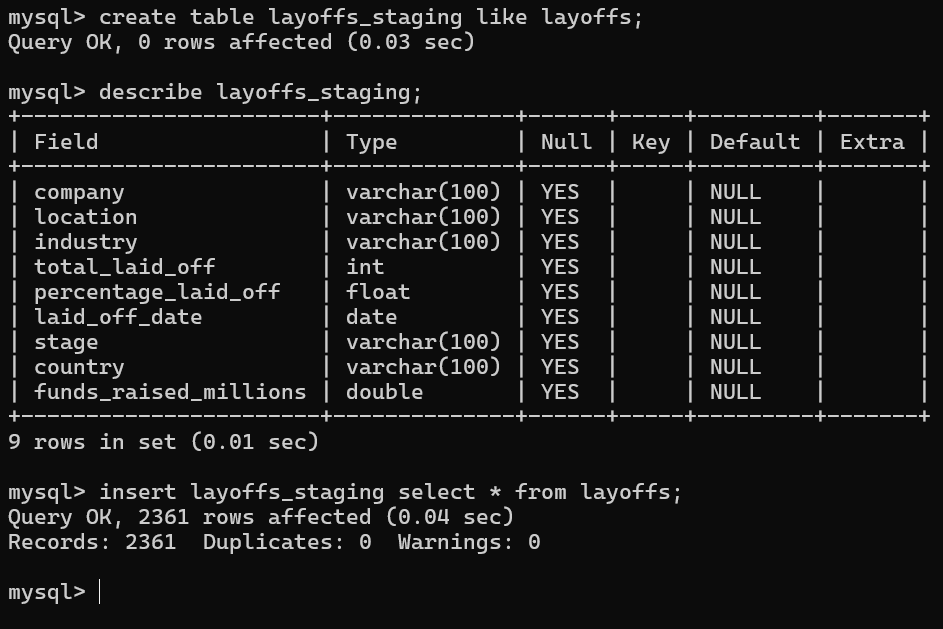 mysql> create table layoffs_staging like layoffs;
Query OK, 0 rows affected (0.03 sec)
mysql> describe layoffs_staging;
+-----------------------+--------------+------+-----+---------+-------+
| Field                 | Type         | Null | Key | Default | Extra |
+-----------------------+--------------+------+-----+---------+-------+
| company               | varchar(100) | YES  |     | NULL    |       |
| location              | varchar(100) | YES  |     | NULL    |       |
| industry              | varchar(100) | YES  |     | NULL    |       |
| total_laid_off        | int          | YES  |     | NULL    |       |
| percentage_laid_off   | float        | YES  |     | NULL    |       |
| laid_off_date         | date         | YES  |     | NULL    |       |
| stage                 | varchar(100) | YES  |     | NULL    |       |
| country               | varchar(100) | YES  |     | NULL    |       |
| funds_raised_millions | double       | YES  |     | NULL    |       |
+-----------------------+--------------+------+-----+---------+-------+
9 rows in set (0.01 sec)
mysql> insert layoffs_staging select * from layoffs;
Query OK, 2361 rows affected (0.04 sec)
Records: 2361  Duplicates: 0  Warnings: 0
mysql>